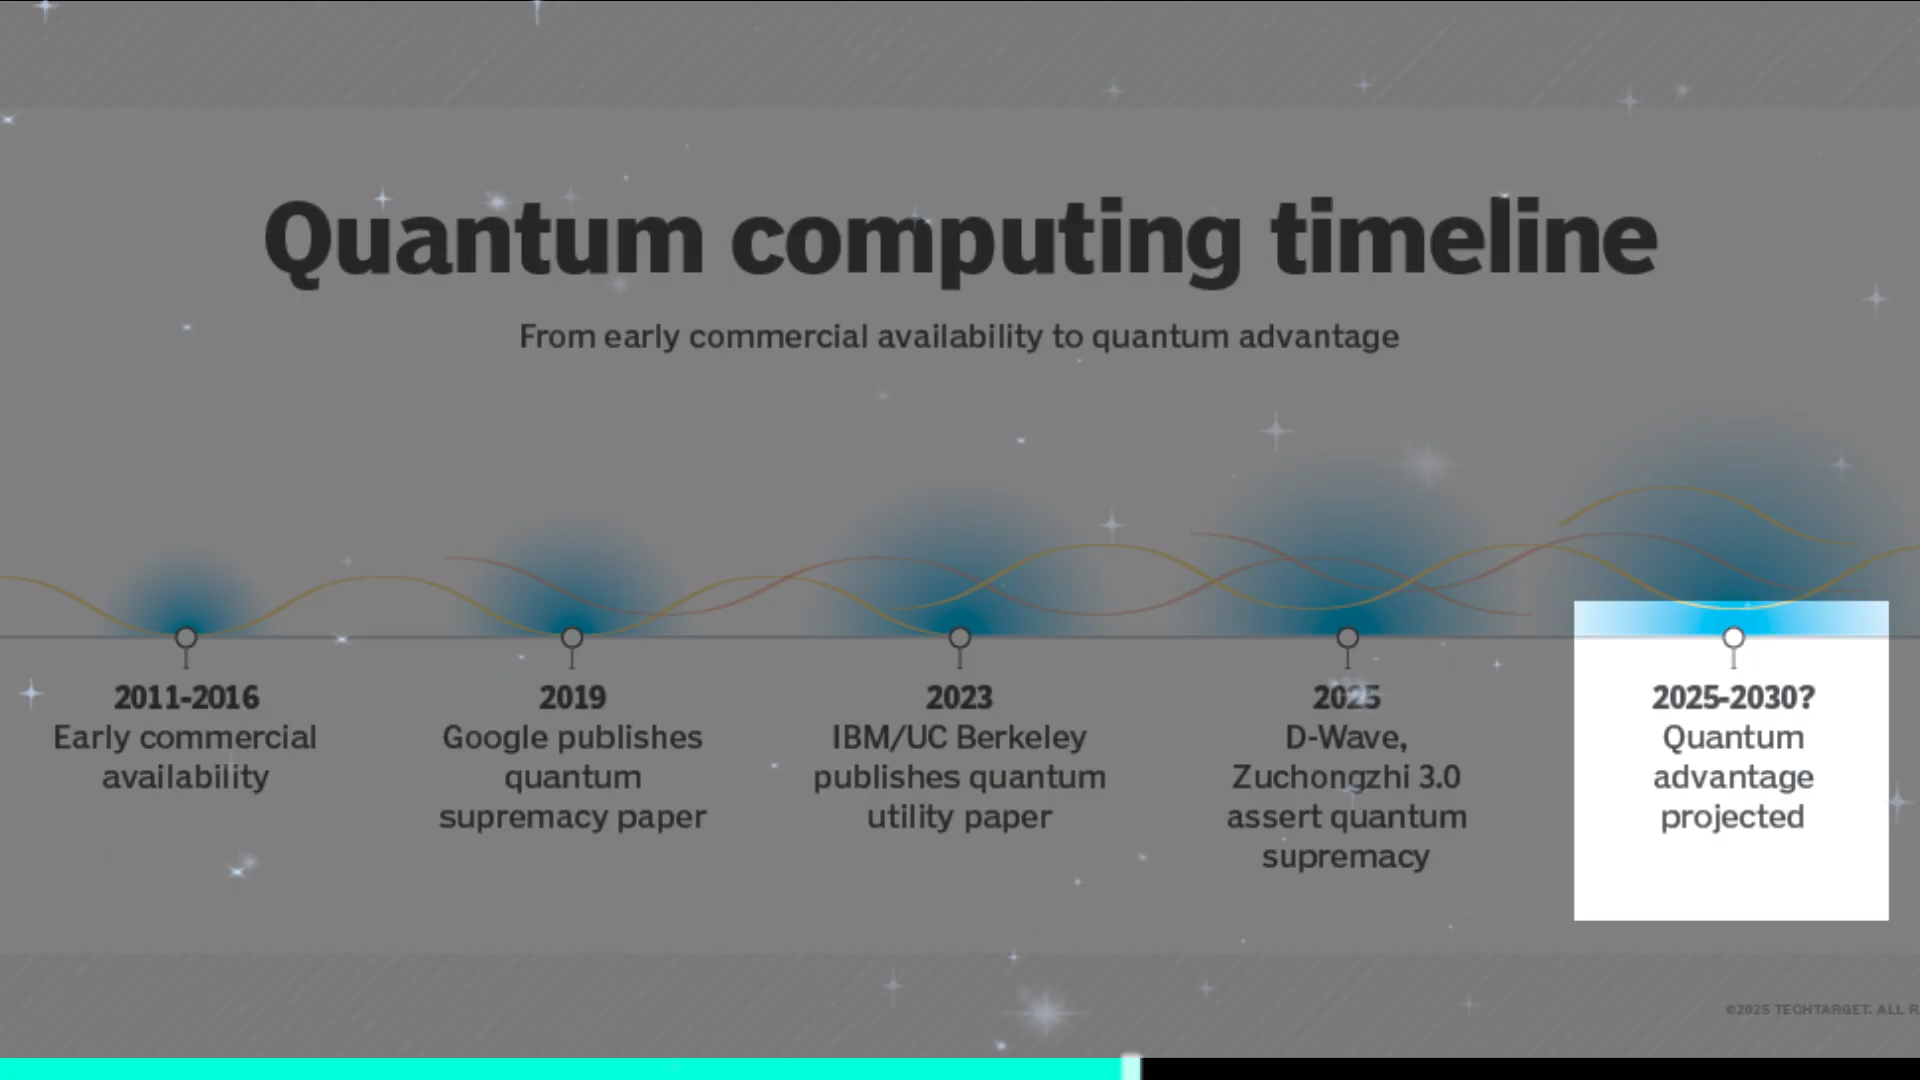 Quantum computing timeline
From early commercial availability to quantum advantage
2011-2016
Early commercial
availability
2019
Google publishes
quantum
supremacy paper
2023
IBM/UC Berkeley
publishes quantum
utility paper
2025
D-Wave,
Zuchongzhi 3.0
assert quantum
supremacy
2025-2030?
Quantum
advantage
projected
©2025 TECHTARGET. ALL R